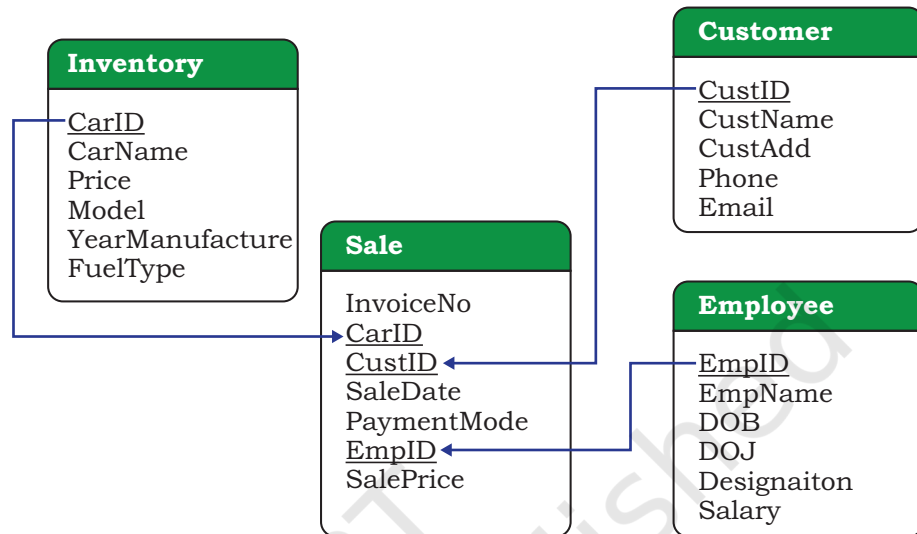 Inventory
CarID
CarName
Price
Model
YearManufacture
FuelType
Sale
InvoiceNo
CarID
CustID
SaleDate
PaymentMode
EmpID
SalePrice
Customer
CustID
CustName
CustAdd
Phone
Email
Employee
EmpID
EmpName
DOB
DOJ
Designaiton
Salary